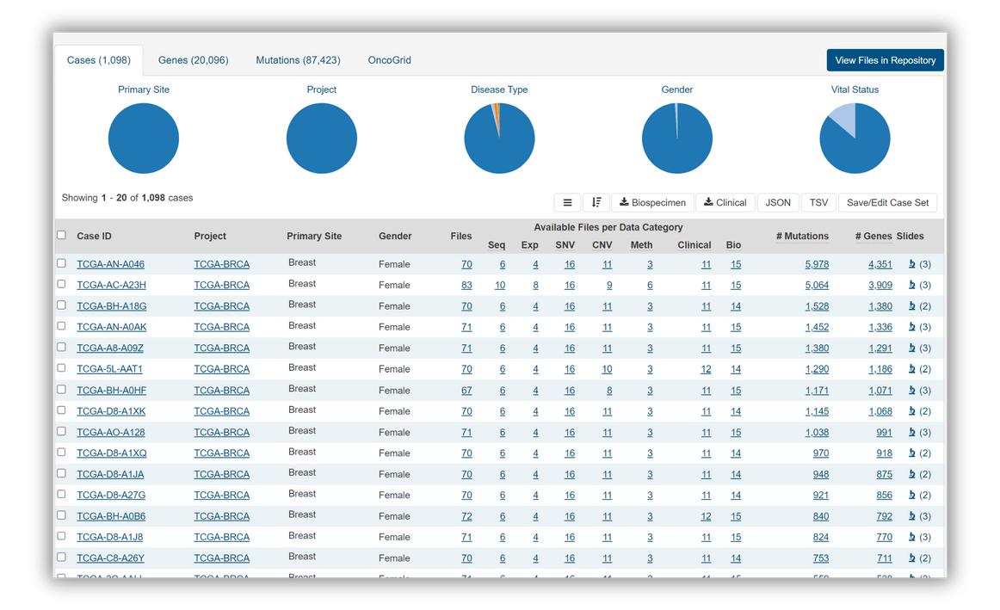 Cases (1,098) Genes (20,096) Mutations (87,423) OncoGrid View Files in Repository
Primary Site Project Disease Type Gender Vital Status
Showing 1 - 20 of 1,098 cases Biospecimen Clinical JSON TSV Save/Edit Case Set
Available Files per Data Category
Case ID Project Primary Site Gender Files Seq Exp SNV CNV Meth Clinical Bio # Mutations # Genes Slides
TCGA-AN-A046 TCGA-BRCA Breast Female 70 6 4 16 11 3 11 15 5,978 4,351 (3)
TCGA-AC-A23H TCGA-BRCA Breast Female 83 10 8 16 9 6 11 15 5,064 3,909 (3)
TCGA-BH-A18G TCGA-BRCA Breast Female 70 6 4 16 11 3 11 14 1,528 1,380 (2)
TCGA-AN-A0AK TCGA-BRCA Breast Female 71 6 4 16 11 3 11 15 1,452 1,336 (3)
TCGA-A8-A09Z TCGA-BRCA Breast Female 71 6 4 16 11 3 11 15 1,380 1,291 (3)
TCGA-5L-AAT1 TCGA-BRCA Breast Female 70 6 4 16 10 3 12 14 1,290 1,186 (2)
TCGA-BH-A0HF TCGA-BRCA Breast Female 67 6 4 16 8 3 11 15 1,171 1,071 (3)
TCGA-D8-A1XK TCGA-BRCA Breast Female 70 6 4 16 11 3 11 14 1,145 1,068 (2)
TCGA-AO-A128 TCGA-BRCA Breast Female 71 6 4 16 11 3 11 15 1,038 991 (3)
TCGA-D8-A1XQ TCGA-BRCA Breast Female 70 6 4 16 11 3 11 14 970 918 (2)
TCGA-D8-A1JA TCGA-BRCA Breast Female 70 6 4 16 11 3 11 14 948 875 (2)
TCGA-D8-A27G TCGA-BRCA Breast Female 70 6 4 16 11 3 11 14 921 856 (2)
TCGA-BH-A0B6 TCGA-BRCA Breast Female 72 6 4 16 11 3 12 15 840 792 (3)
TCGA-D8-A1J8 TCGA-BRCA Breast Female 71 6 4 16 11 3 11 15 824 770 (3)
TCGA-C8-A26Y TCGA-BRCA Breast Female 70 6 4 16 11 3 11 14 753 711 (2)
TCGA-BRCA Breast Female